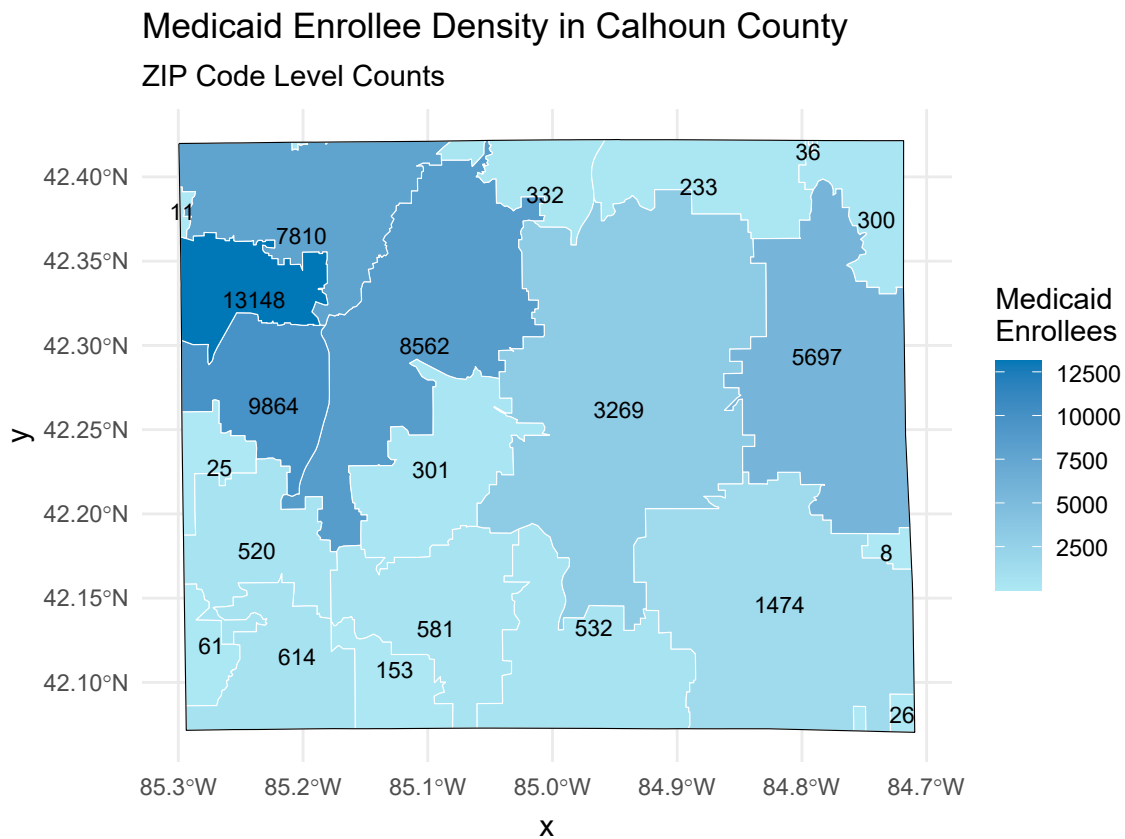 Medicaid Enrollee Density in Calhoun County
ZIP Code Level Counts
42.40°N
42.35°N
42.30°N
42.25°N
42.20°N
42.15°N
42.10°N
y
36
332
233
11
300
7810
13148
8562
5697
9864
3269
25
301
520
8
1474
581
532
61
614
153
26
85.3°W
85.2°W
85.1°W
85.0°W
84.9°W
84.8°W
84.7°W
x
Medicaid
Enrollees
12500
10000
7500
5000
2500